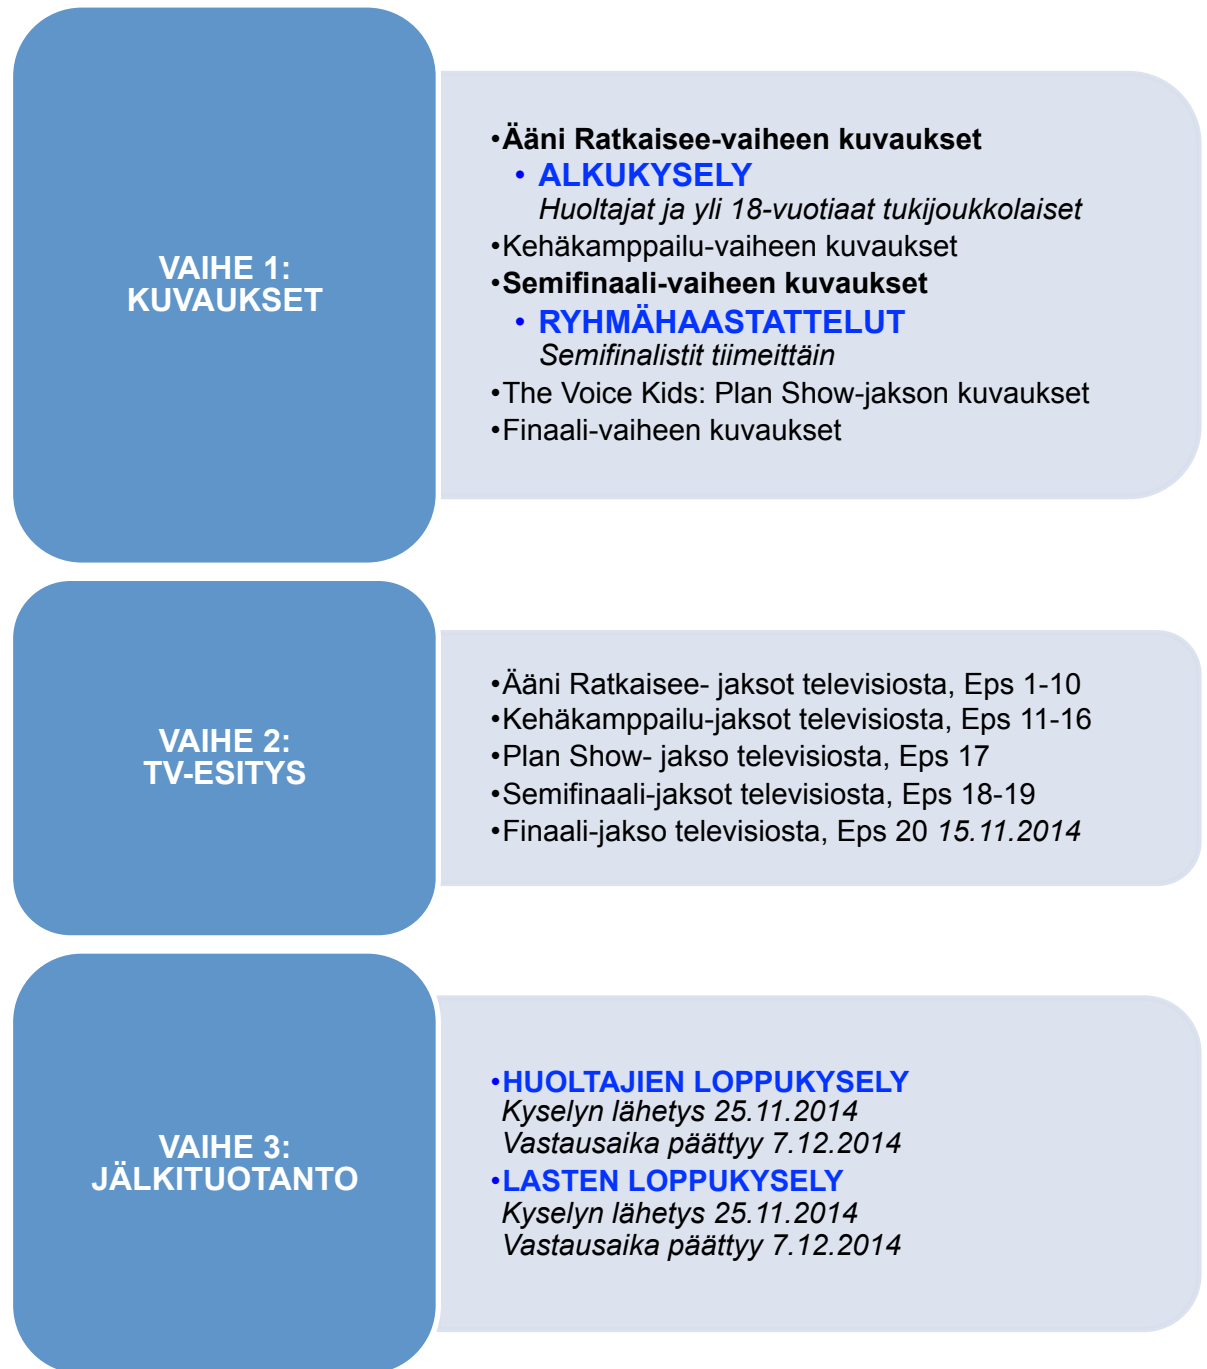 VAIHE 1:
KUVAUKSET
•Ääni Ratkaisee-vaiheen kuvaukset
• ALKUKYSELY
Huoltajat ja yli 18-vuotiaat tukijoukkolaiset
•Kehäkamppailu-vaiheen kuvaukset
•Semifinaali-vaiheen kuvaukset
• RYHMÄHAASTATTELUT
Semifinalistit tiimeittäin
•The Voice Kids: Plan Show-jakson kuvaukset
•Finaali-vaiheen kuvaukset
VAIHE 2:
TV-ESITYS
•Ääni Ratkaisee- jaksot televisiosta, Eps 1-10
•Kehäkamppailu-jaksot televisiosta, Eps 11-16
•Plan Show- jakso televisiosta, Eps 17
•Semifinaali-jaksot televisiosta, Eps 18-19
•Finaali-jakso televisiosta, Eps 20 15.11.2014
VAIHE 3:
JÄLKITUOTANTO
•HUOLTAJIEN LOPPUKYSELY
Kyselyn lähetys 25.11.2014
Vastausaika päättyy 7.12.2014
•LASTEN LOPPUKYSELY
Kyselyn lähetys 25.11.2014
Vastausaika päättyy 7.12.2014